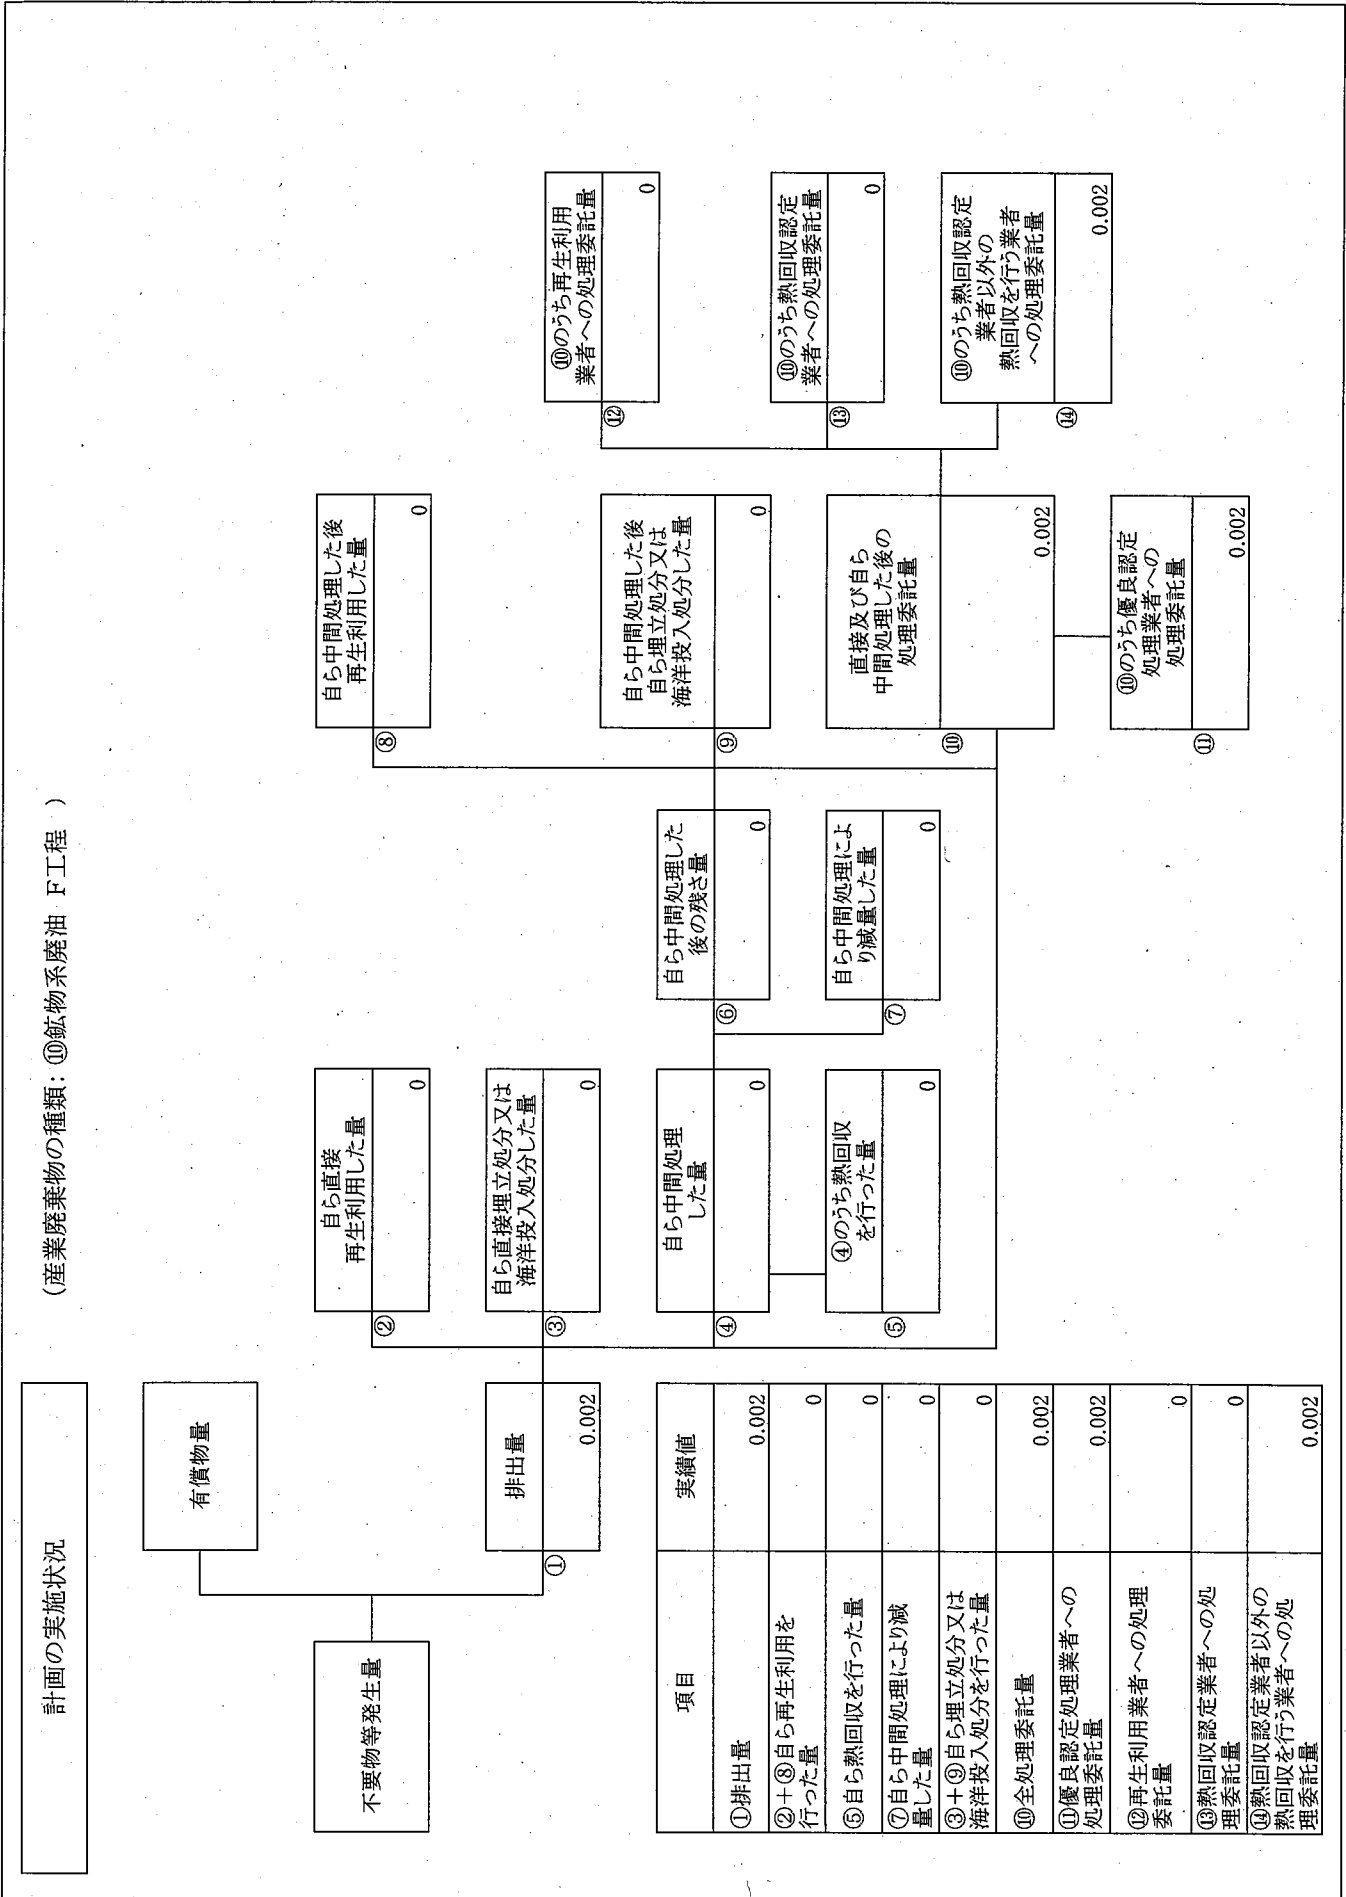 計画の実施状況
(産業廃棄物の種類: ⑩鉱物系廃油 F工程 )
不要物等発生量
有償物量
①
排出量
0.002
②
自ら直接
再生利用した量
0
③
自ら直接埋立処分又は
海洋投入処分した量
0
④
自ら中間処理
した量
0
⑤
④のうち熱回収
を行った量
0
⑥
自ら中間処理した
後の残さ量
0
⑦
自ら中間処理によ
り減量した量
0
⑧
自ら中間処理した後
再生利用した量
0
⑨
自ら中間処理した後
自ら埋立処分又は
海洋投入処分した量
0
⑩
直接及び自ら
中間処理した後の
処理委託量
0.002
⑪
⑩のうち優良認定
処理業者への
処理委託量
0.002
⑫
⑩のうち再生利用
業者への処理委託量
0
⑬
⑩のうち熱回収認定
業者への処理委託量
0
⑭
⑩のうち熱回収認定
業者以外の
熱回収を行う業者
への処理委託量
0.002
項目 実績値
①排出量 0.002
②+⑧自ら再生利用を
行った量 0
⑤自ら熱回収を行った量 0
⑦自ら中間処理により減
量した量 0
③+⑨自ら埋立処分又は
海洋投入処分を行った量 0
⑩全処理委託量 0.002
⑪優良認定処理業者への
処理委託量 0.002
⑫再生利用業者への処理
委託量 0
⑬熱回収認定業者への処
理委託量 0
⑭熱回収認定業者以外の
熱回収を行う業者への処
理委託量 0.002